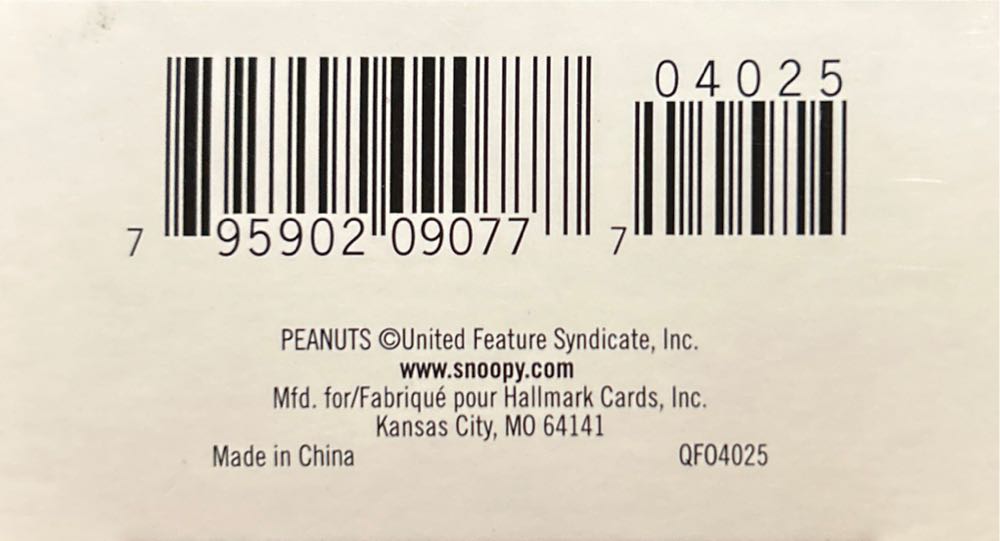 04025
7 95902 09077 7
PEANUTS ©United Feature Syndicate, Inc.
www.snoopy.com
Mfd. for/Fabriqué pour Hallmark Cards, Inc.
Kansas City, MO 64141
Made in China QFO4025